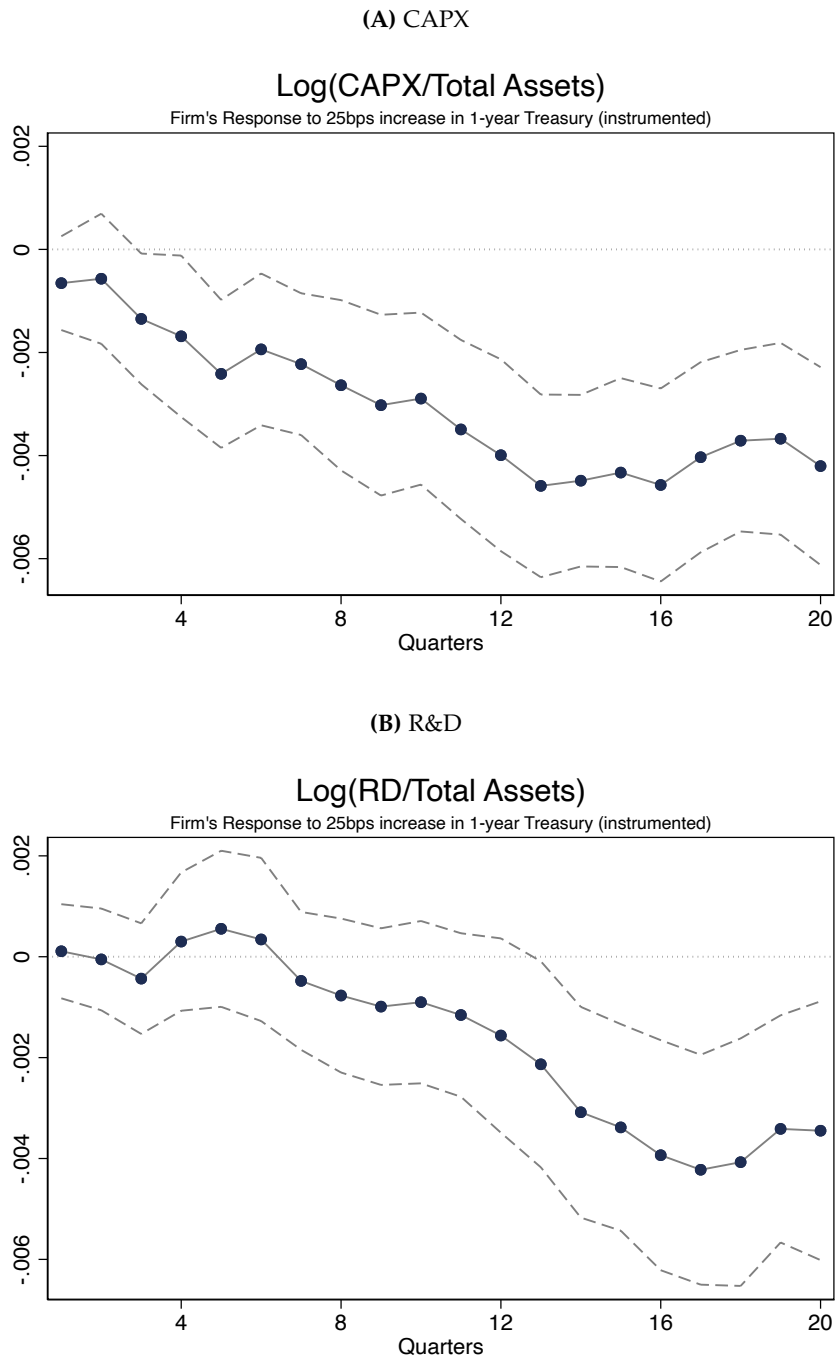 (A) CAPX
Log(CAPX/Total Assets)
Firm's Response to 25bps increase in 1-year Treasury (instrumented)
.002
0
-.002
-.004
-.006
4 8 12 16 20
Quarters
(B) R&D
Log(RD/Total Assets)
Firm's Response to 25bps increase in 1-year Treasury (instrumented)
.002
0
-.002
-.004
-.006
4 8 12 16 20
Quarters